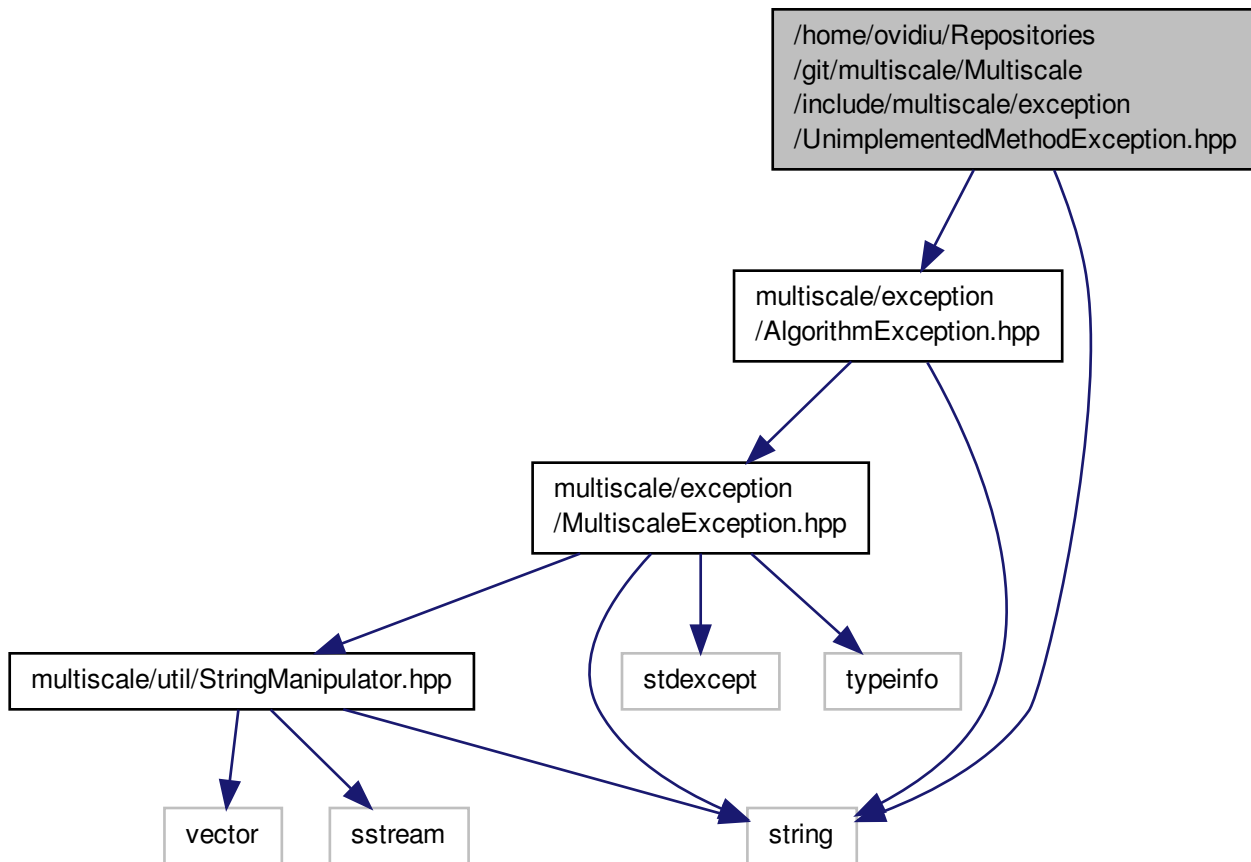 /home/ovidiu/Repositories
/git/multiscale/Multiscale
/include/multiscale/exception
/UnimplementedMethodException.hpp
multiscale/exception
/AlgorithmException.hpp
multiscale/exception
/MultiscaleException.hpp
multiscale/util/StringManipulator.hpp
stdexcept
typeinfo
vector
sstream
string